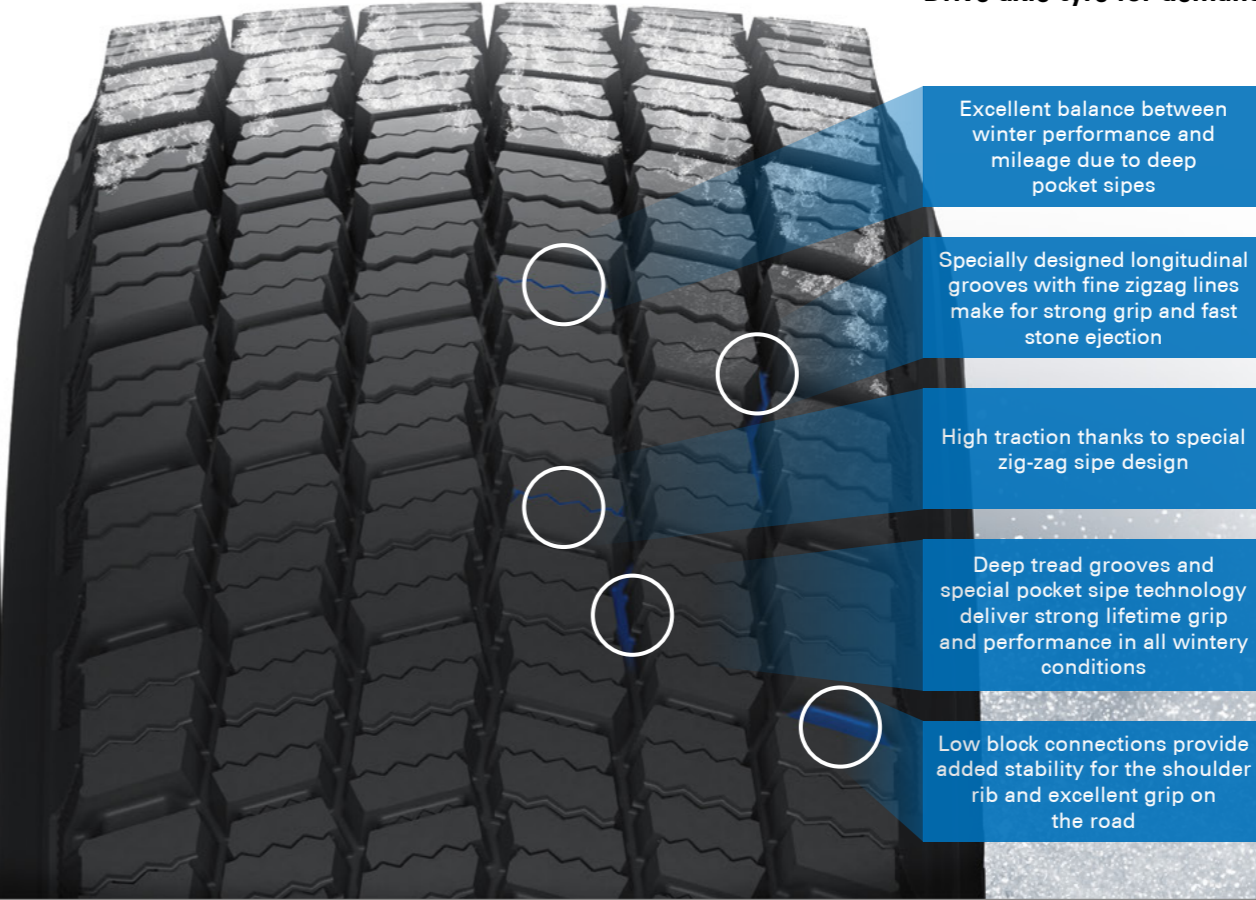 Excellent balance between
winter performance and
mileage due to deep
pocket sipes
Specially designed longitudinal
grooves with fine zigzag lines
make for strong grip and fast
stone ejection
High traction thanks to special
zig-zag sipe design
Deep tread grooves and
special pocket sipe technology
deliver strong lifetime grip
and performance in all wintery
conditions
Low block connections provide
added stability for the shoulder
rib and excellent grip on
the road